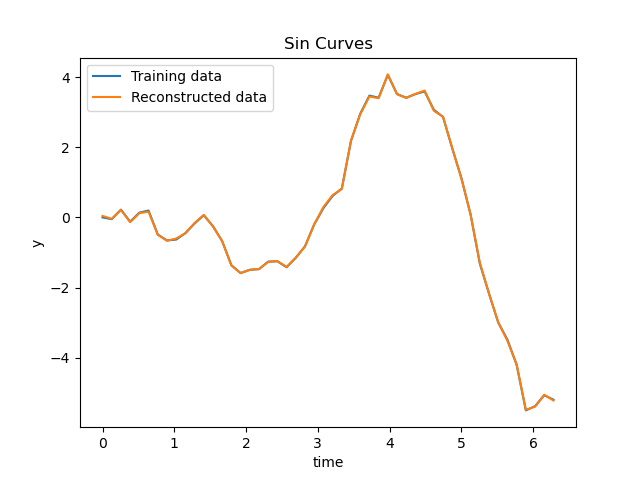 Sin Curves
Training data
Reconstructed data
4
2
0
−2
−4
y
0 1 2 3 4 5 6
time